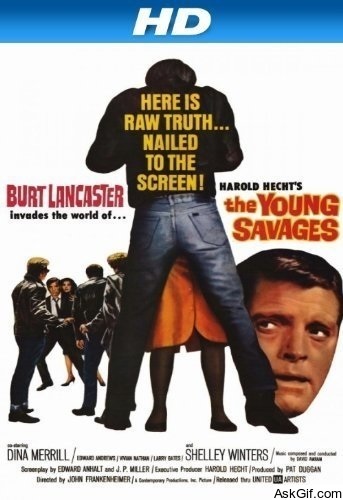 HD
HERE IS
RAW TRUTH...
NAILED
TO THE
SCREEN!
BURT LANCASTER
invades the world of...
HAROLD HECHT'S
the YOUNG
SAVAGES
co-starring
DINA MERRILL / EDWARD ANDREWS / VIVIAN NATHAN / LARRY GATES / and SHELLEY WINTERS / Music composed and conducted by DAVID AMRAM
Screenplay by EDWARD ANHALT and J. P. MILLER / Executive Producer HAROLD HECHT / Produced by PAT DUGGAN
Directed by JOHN FRANKENHEIMER / A Contemporary Productions, Inc. Picture / Released thru UNITED UA ARTISTS
AskGif.com